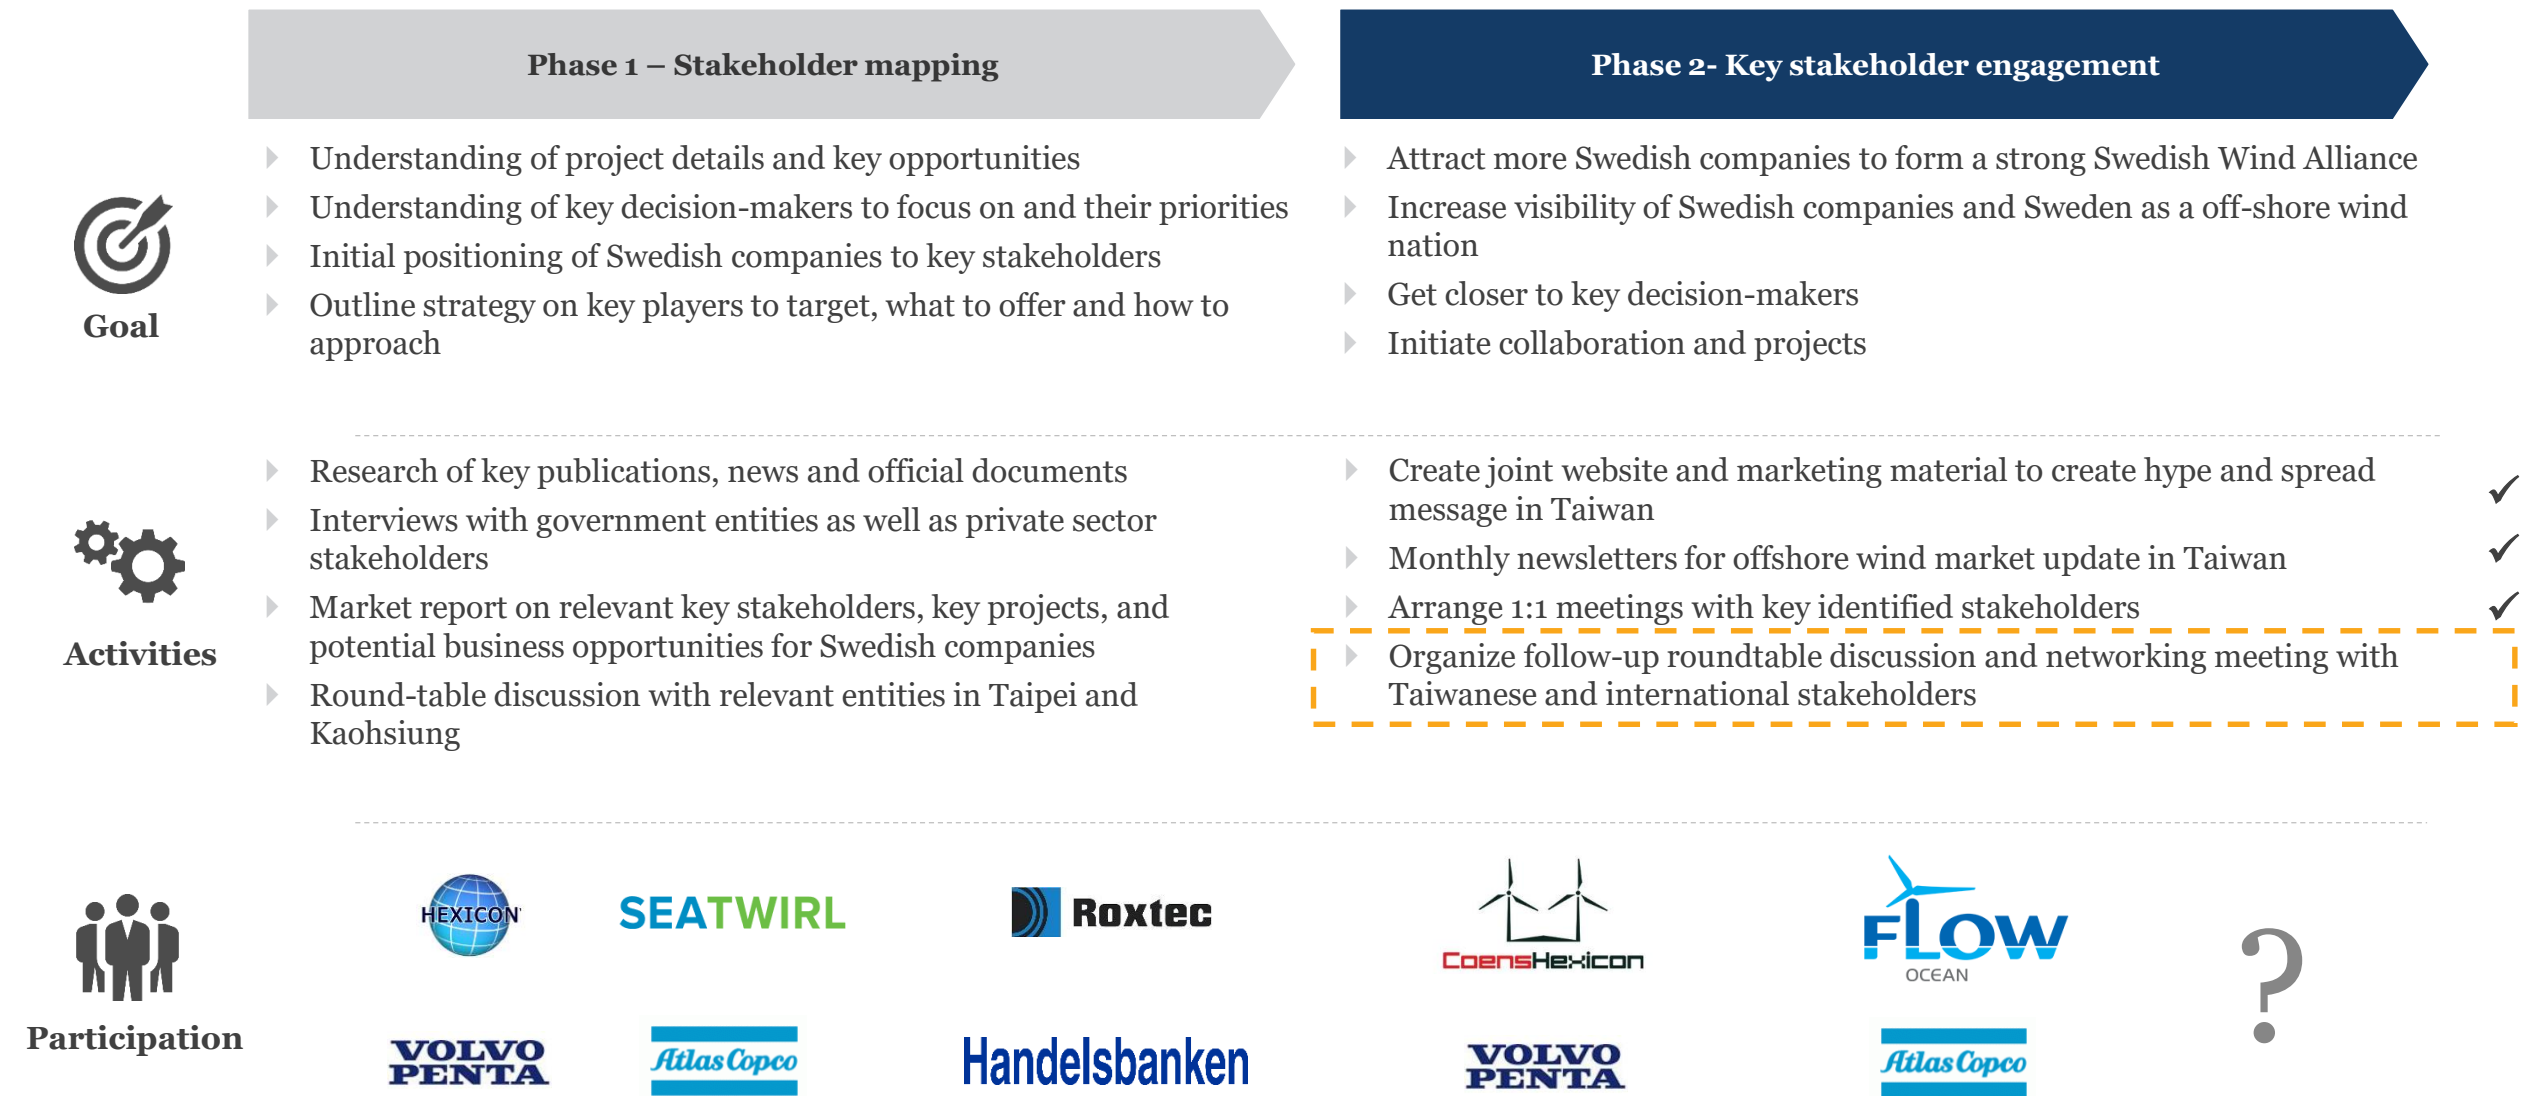 Phase 1 – Stakeholder mapping
Phase 2- Key stakeholder engagement
Goal
Understanding of project details and key opportunities
Understanding of key decision-makers to focus on and their priorities
Initial positioning of Swedish companies to key stakeholders
Outline strategy on key players to target, what to offer and how to
approach
Attract more Swedish companies to form a strong Swedish Wind Alliance
Increase visibility of Swedish companies and Sweden as a off-shore wind
nation
Get closer to key decision-makers
Initiate collaboration and projects
Activities
Research of key publications, news and official documents
Interviews with government entities as well as private sector
stakeholders
Market report on relevant key stakeholders, key projects, and
potential business opportunities for Swedish companies
Round-table discussion with relevant entities in Taipei and
Kaohsiung
Create joint website and marketing material to create hype and spread
message in Taiwan
Monthly newsletters for offshore wind market update in Taiwan
Arrange 1:1 meetings with key identified stakeholders
Organize follow-up roundtable discussion and networking meeting with
Taiwanese and international stakeholders
Participation
HEXICON
SEATWIRL
Roxtec
VOLVO
PENTA
Atlas Copco
Handelsbanken
CoensHexicon
FLOW
OCEAN
?
VOLVO
PENTA
Atlas Copco